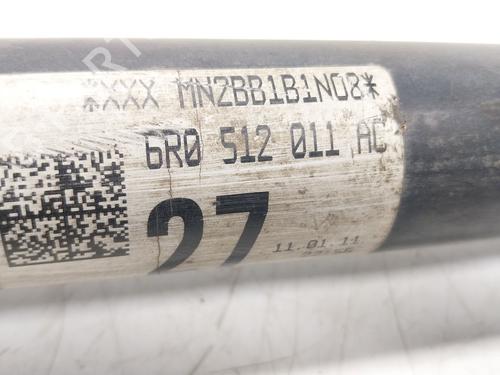 *XXX MN2BB1B1N08*
6R0 512 011 AC
27
11.01.11